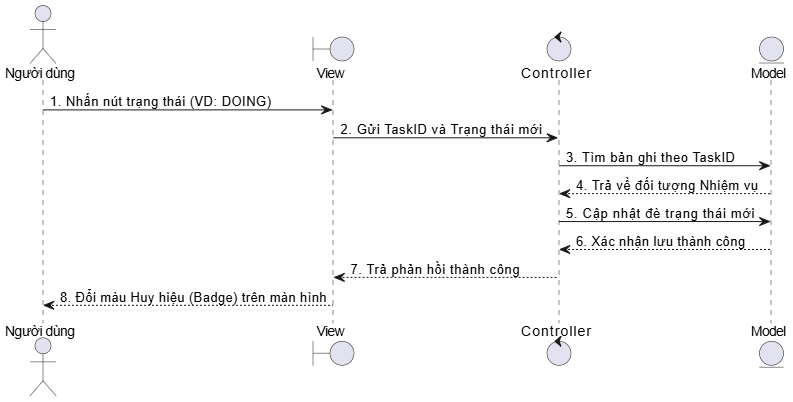 Người dùng View Controller Model
1. Nhấn nút trạng thái (VD: DOING)
2. Gửi TaskID và Trạng thái mới
3. Tìm bản ghi theo TaskID
4. Trả về đối tượng Nhiệm vụ
5. Cập nhật đè trạng thái mới
6. Xác nhận lưu thành công
7. Trả phản hồi thành công
8. Đổi màu Huy hiệu (Badge) trên màn hình
Người dùng View Controller Model